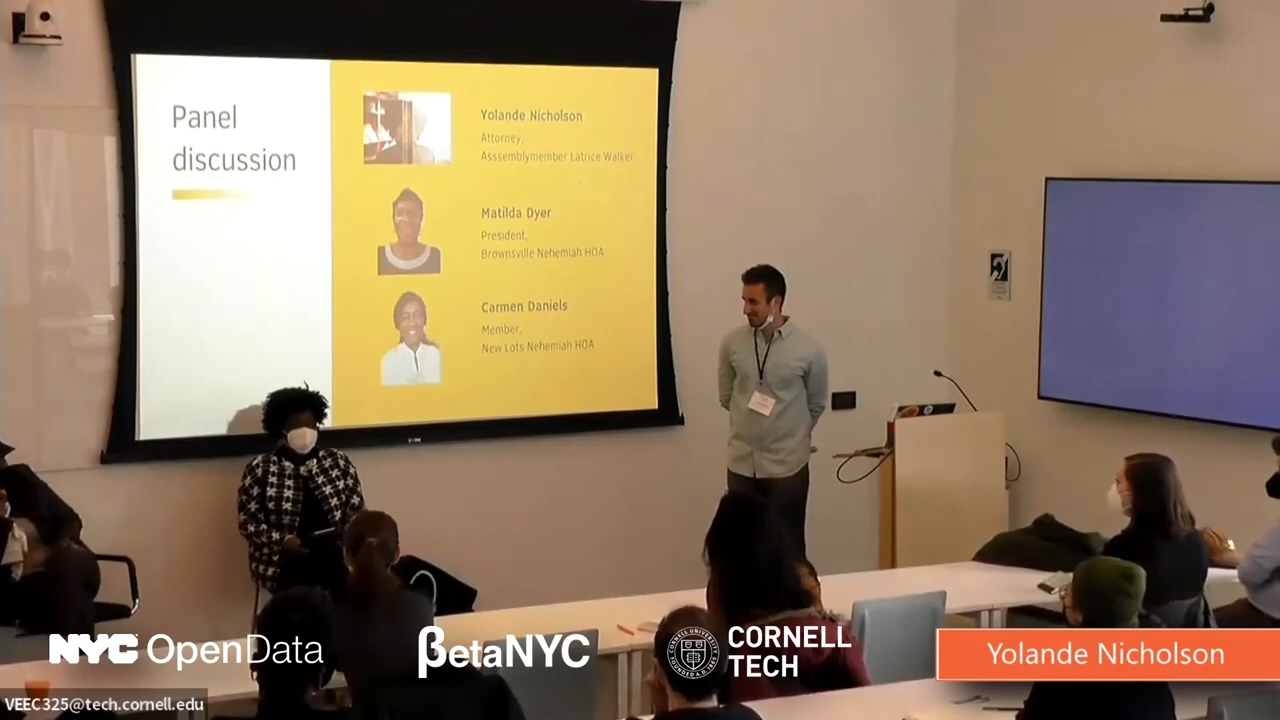 Panel
discussion
Yolande Nicholson
Attorney,
Asssemblymember Latrice Walker
Matilda Dyer
President,
Brownsville Nehemiah HOA
Carmen Daniels
Member,
New Lots Nehemiah HOA
NYC OpenData
βetaNYC
CORNELL
TECH
Yolande Nicholson
VEEC325@tech.cornell.edu